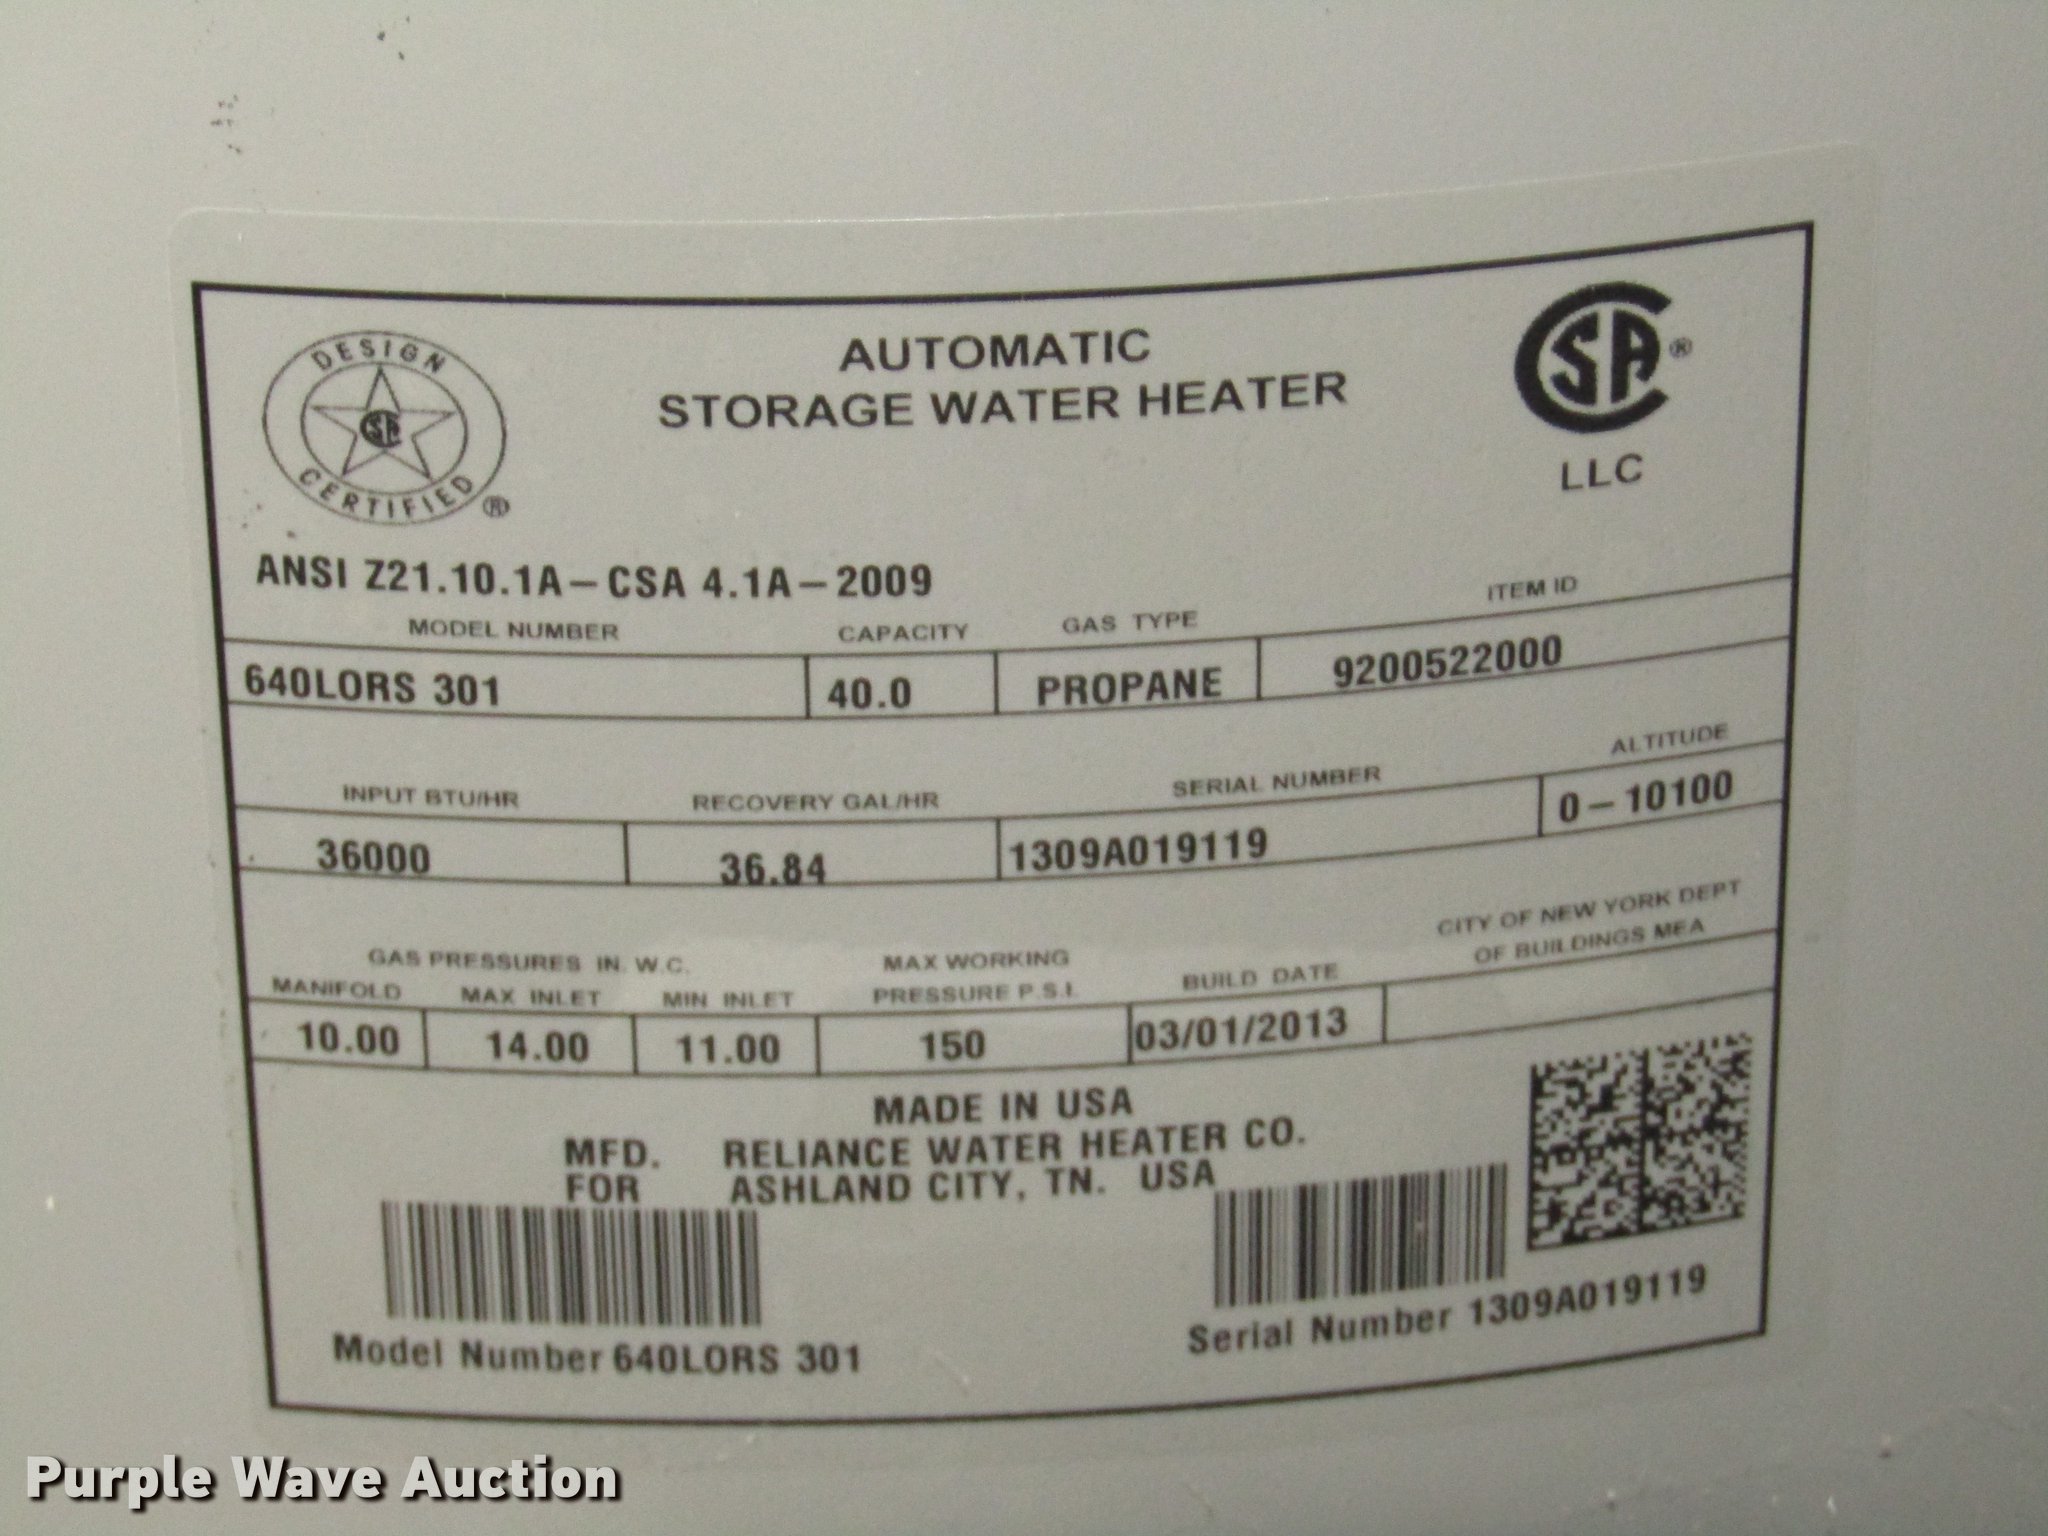 DESIGN
CSA
CERTIFIED ®
AUTOMATIC
STORAGE WATER HEATER
CSA ®
LLC
ANSI Z21.10.1A–CSA 4.1A–2009
MODEL NUMBER CAPACITY GAS TYPE ITEM ID
640LORS 301 40.0 PROPANE 9200522000
INPUT BTU/HR RECOVERY GAL/HR SERIAL NUMBER ALTITUDE
36000 36.84 1309A019119 0–10100
GAS PRESSURES IN. W.C. MAX WORKING CITY OF NEW YORK DEPT
MANIFOLD MAX INLET MIN INLET PRESSURE P.S.I. BUILD DATE OF BUILDINGS MEA
10.00 14.00 11.00 150 03/01/2013
MADE IN USA
MFD. RELIANCE WATER HEATER CO.
FOR ASHLAND CITY, TN. USA
Model Number 640LORS 301
Serial Number 1309A019119
Purple Wave Auction